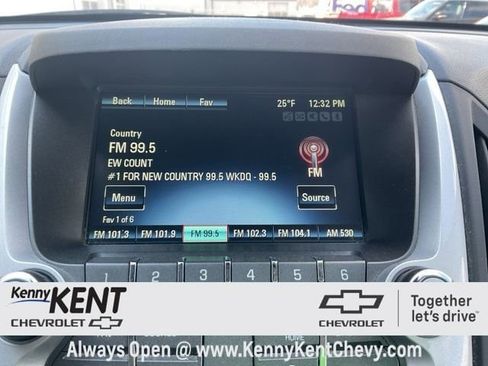 FedEx
Back Home Fav 25°F 12:32 PM
Country
FM 99.5
EW COUNT
#1 FOR NEW COUNTRY 99.5 WKDQ - 99.5
FM
Menu Source
Fav 1 of 6
FM 101.3 FM 101.9 FM 99.5 FM 102.3 FM 104.1 AM 530
1 2 3 4 5 6
Kenny
KENT
CHEVROLET
CHEVROLET
Together
let's drive
Always Open @ www.KennyKentChevy.com